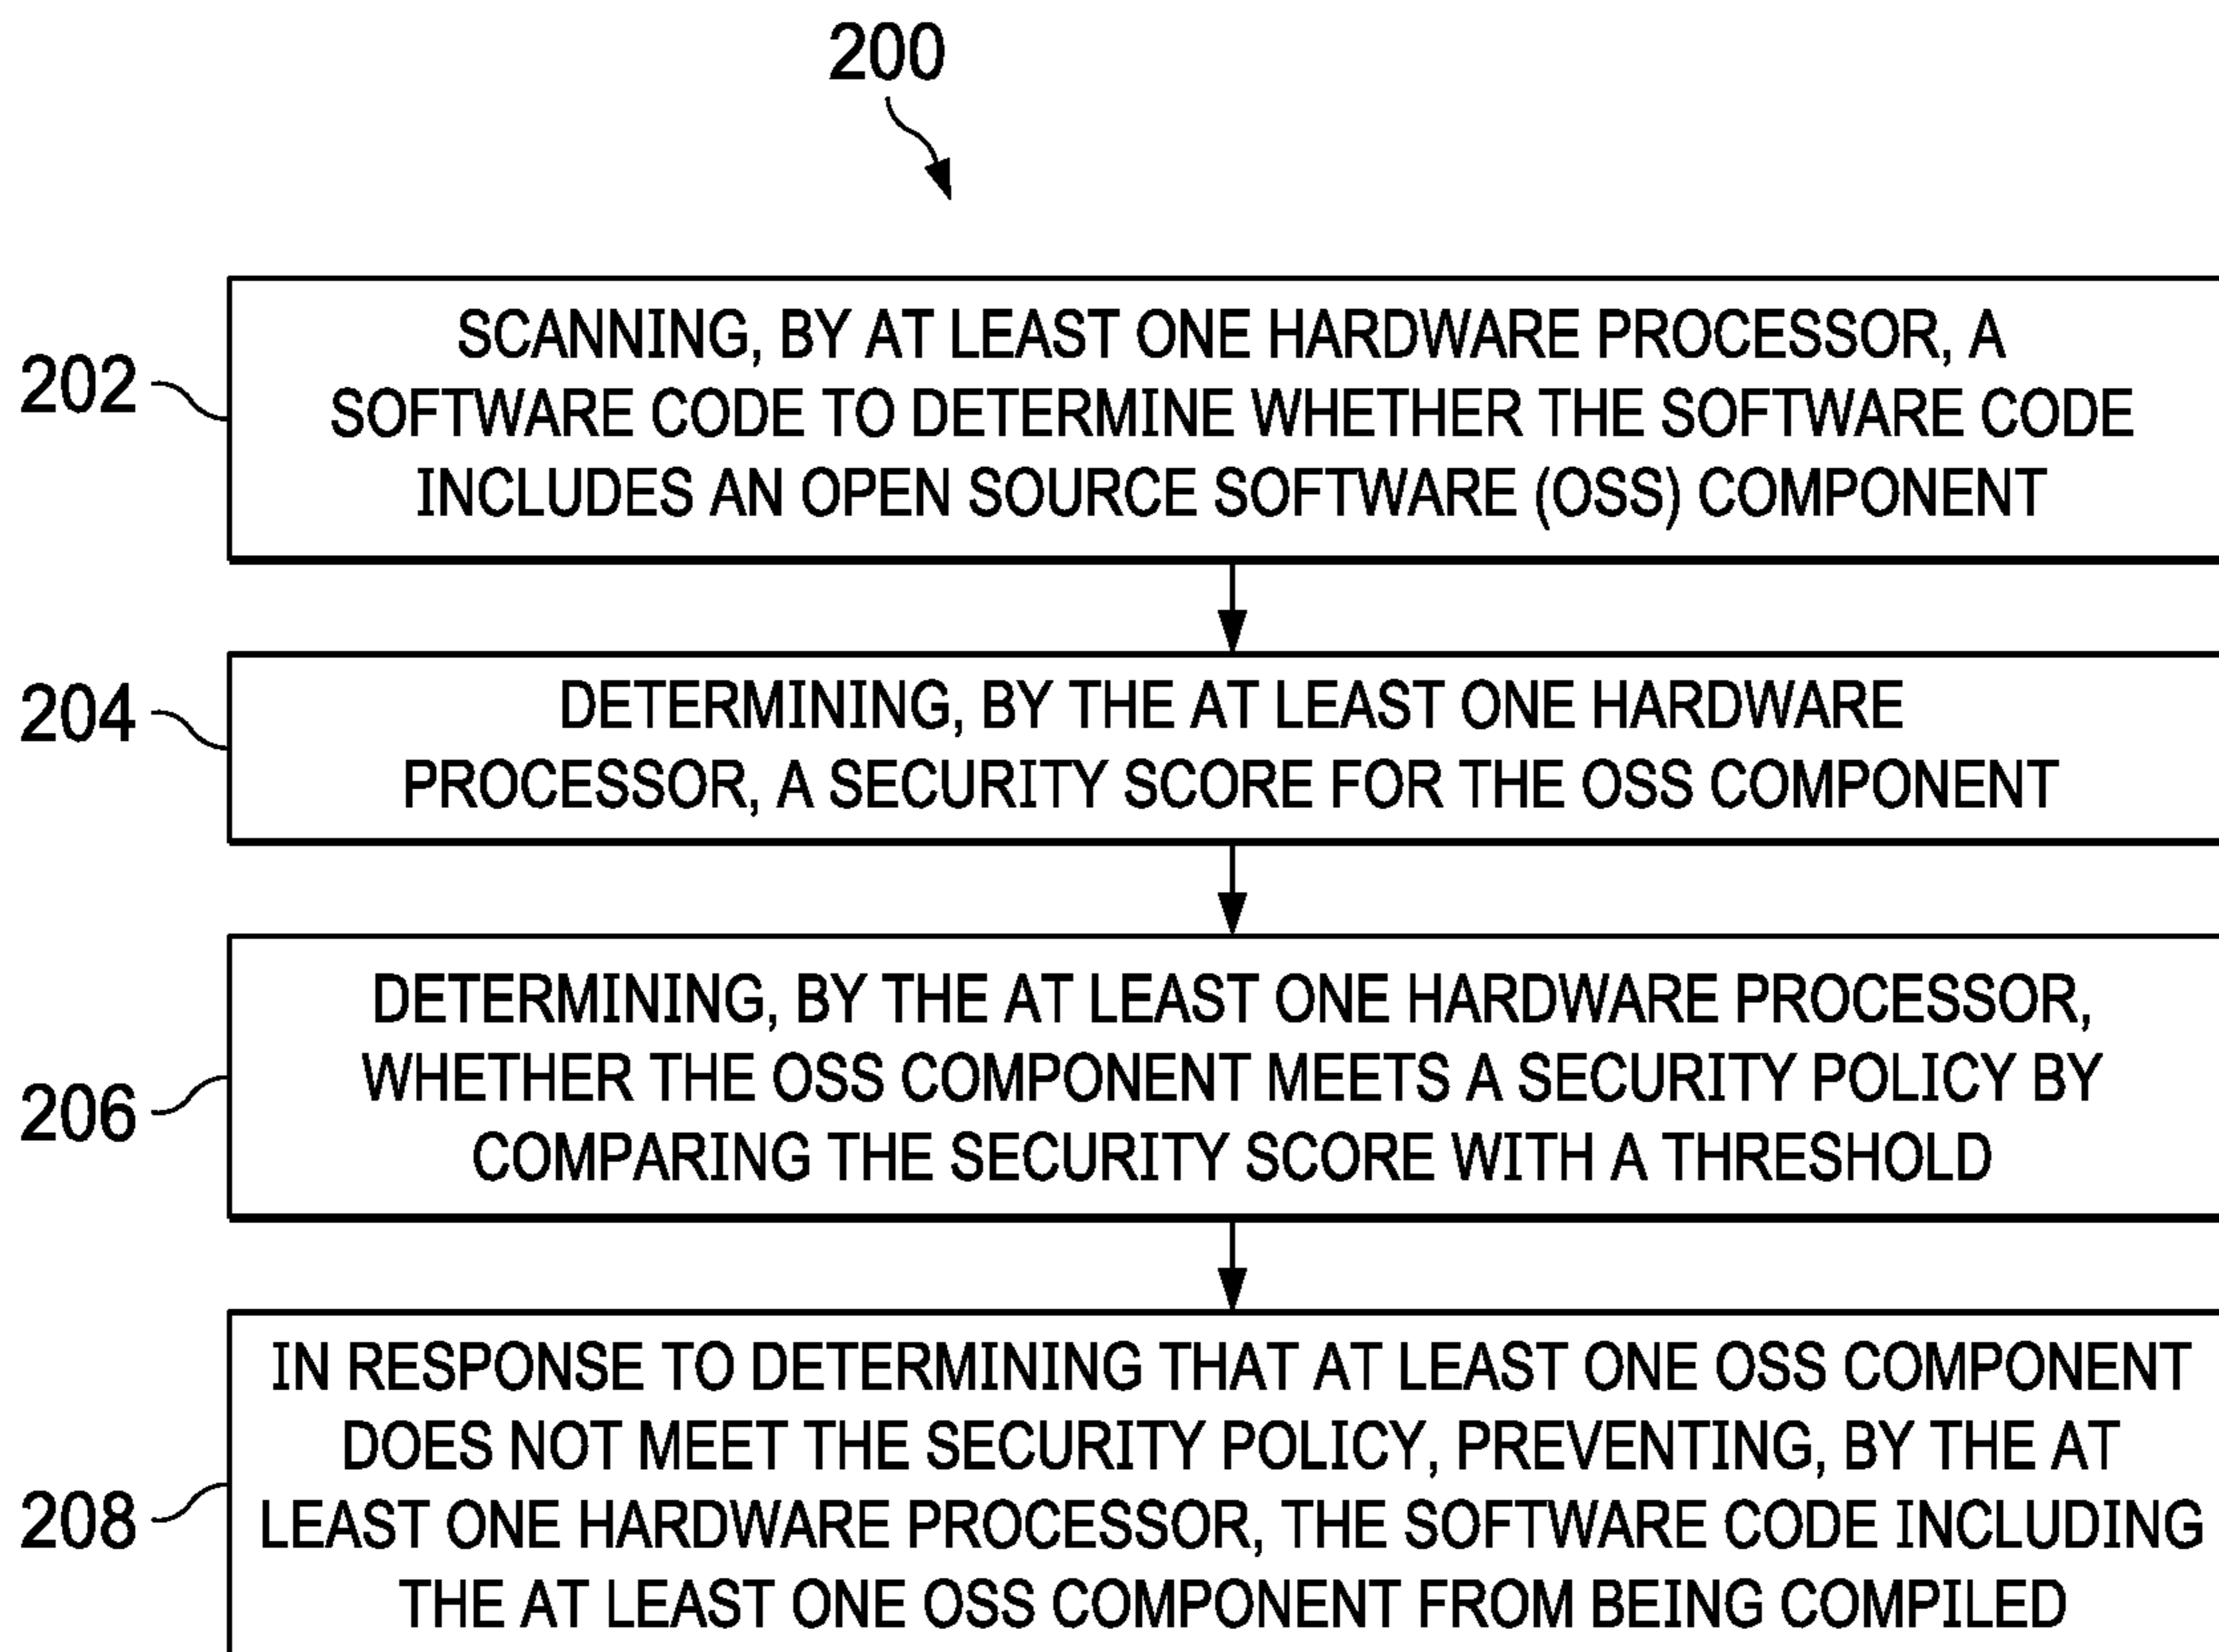 200
202
SCANNING, BY AT LEAST ONE HARDWARE PROCESSOR, A
SOFTWARE CODE TO DETERMINE WHETHER THE SOFTWARE CODE
INCLUDES AN OPEN SOURCE SOFTWARE (OSS) COMPONENT
204
DETERMINING, BY THE AT LEAST ONE HARDWARE
PROCESSOR, A SECURITY SCORE FOR THE OSS COMPONENT
206
DETERMINING, BY THE AT LEAST ONE HARDWARE PROCESSOR,
WHETHER THE OSS COMPONENT MEETS A SECURITY POLICY BY
COMPARING THE SECURITY SCORE WITH A THRESHOLD
208
IN RESPONSE TO DETERMINING THAT AT LEAST ONE OSS COMPONENT
DOES NOT MEET THE SECURITY POLICY, PREVENTING, BY THE AT
LEAST ONE HARDWARE PROCESSOR, THE SOFTWARE CODE INCLUDING
THE AT LEAST ONE OSS COMPONENT FROM BEING COMPILED